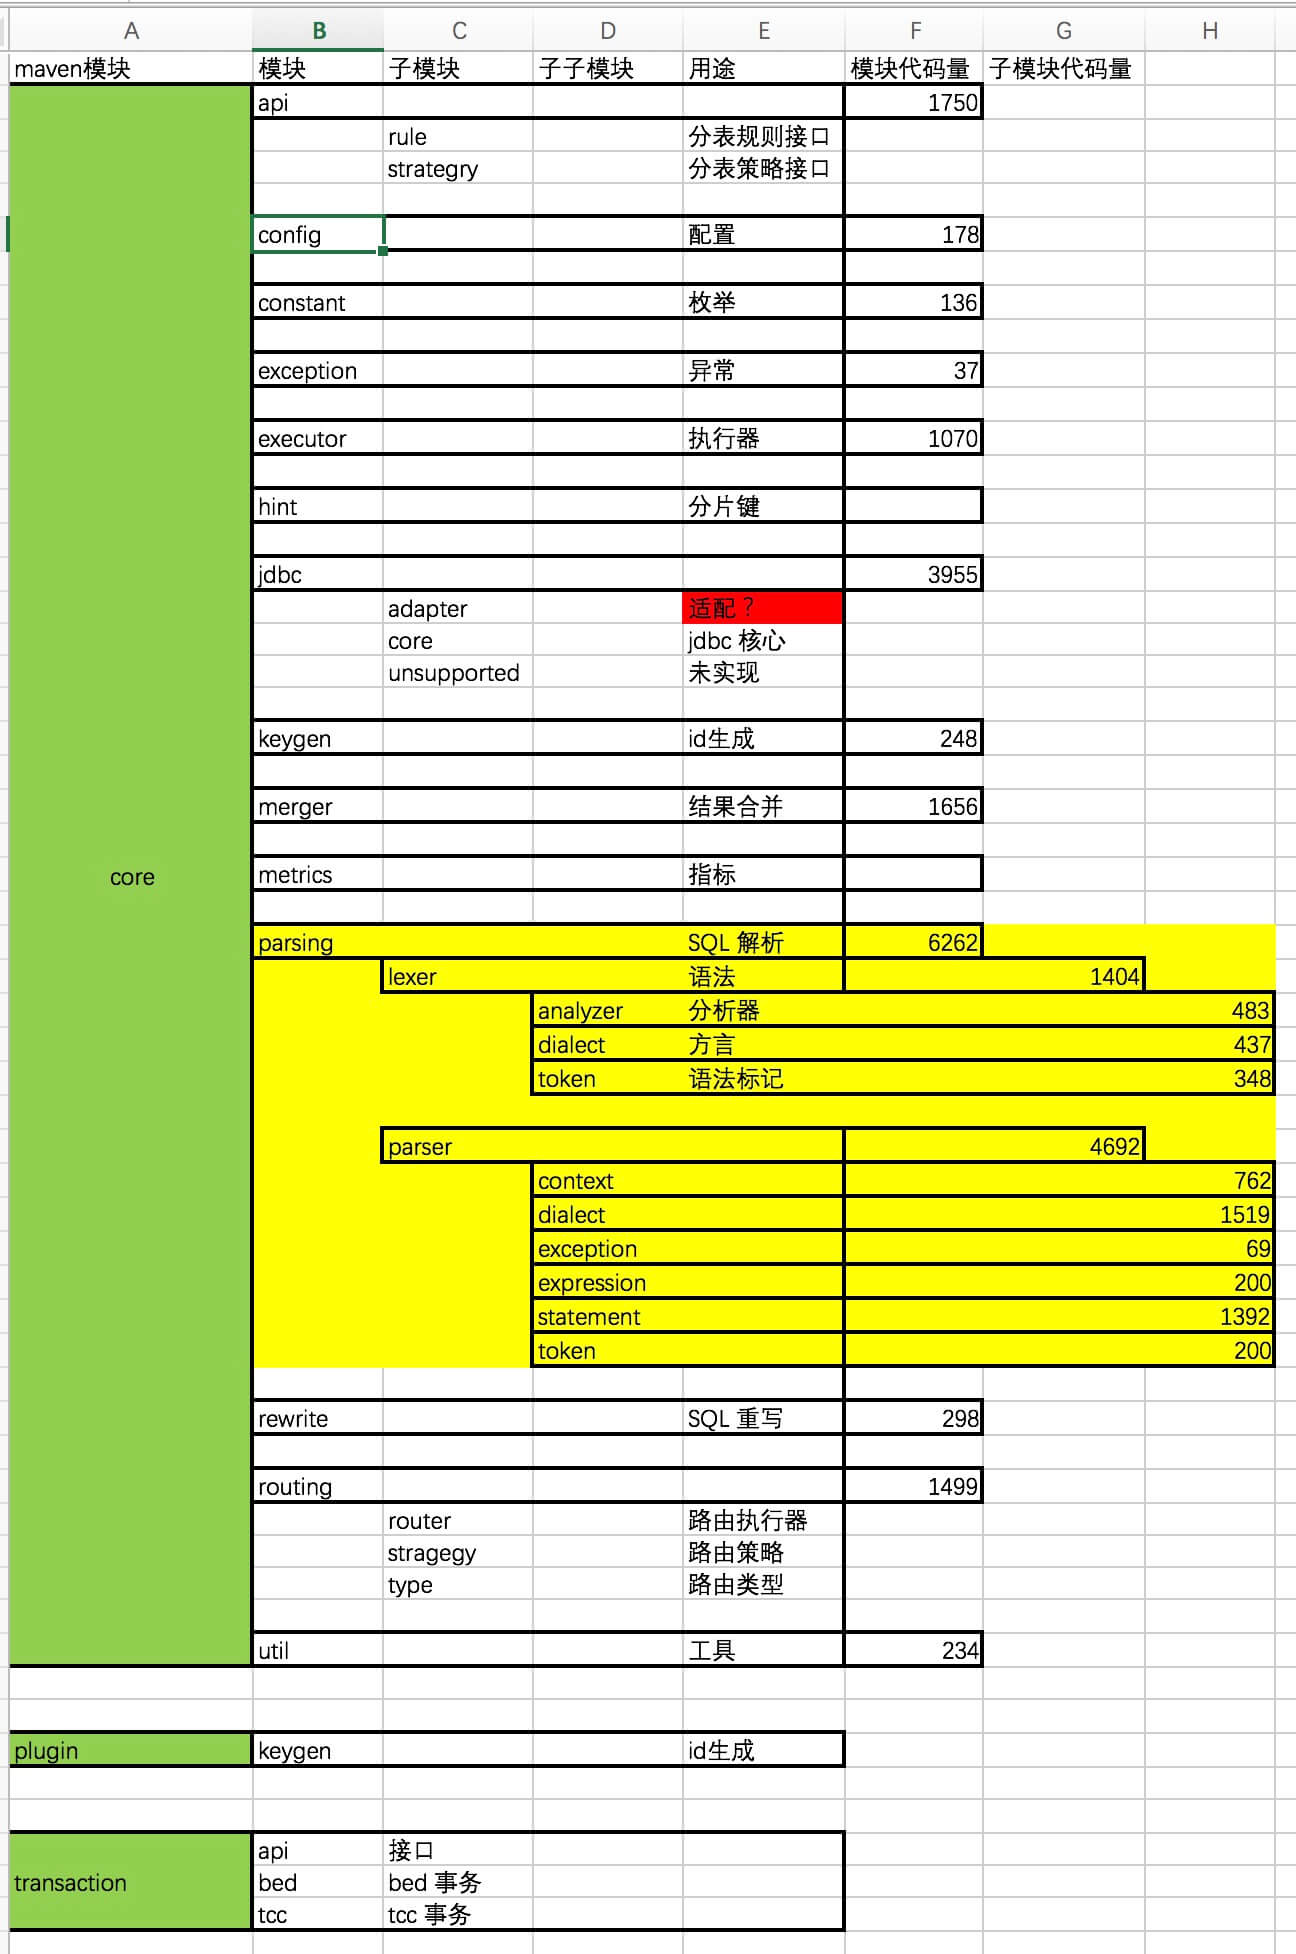 A B C D E F G H
maven模块 模块 子模块 子子模块 用途 模块代码量 子模块代码量
api 1750
rule 分表规则接口
strategry 分表策略接口
config 配置 178
constant 枚举 136
exception 异常 37
executor 执行器 1070
hint 分片键
jdbc 3955
adapter 适配？
core jdbc 核心
unsupported 未实现
keygen id生成 248
merger 结果合并 1656
core metrics 指标
parsing SQL 解析 6262
lexer 语法 1404
analyzer 分析器 483
dialect 方言 437
token 语法标记 348
parser 4692
context 762
dialect 1519
exception 69
expression 200
statement 1392
token 200
rewrite SQL 重写 298
routing 1499
router 路由执行器
stragegy 路由策略
type 路由类型
util 工具 234
plugin keygen id生成
api 接口
transaction bed bed 事务
tcc tcc 事务